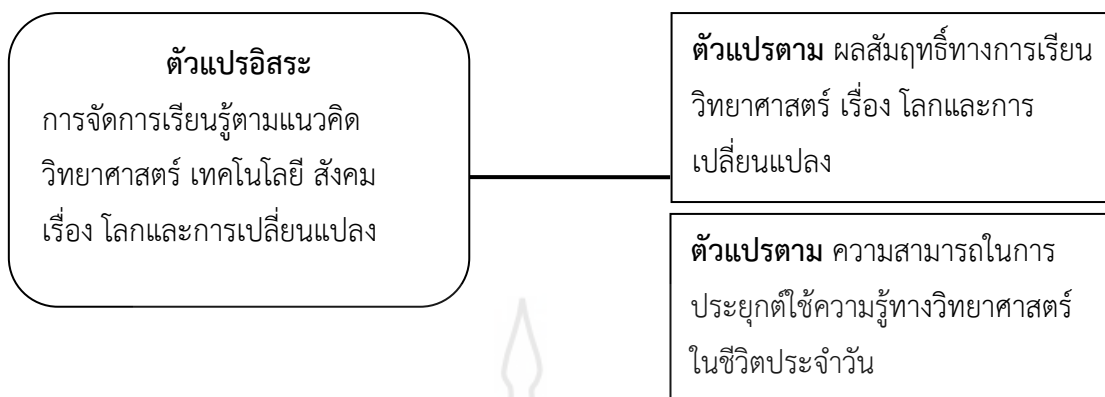 ตัวแปรอิสระ
การจัดการเรียนรู้ตามแนวคิด
วิทยาศาสตร์ เทคโนโลยี สังคม
เรื่อง โลกและการเปลี่ยนแปลง
ตัวแปรตาม ผลสัมฤทธิ์ทางการเรียน
วิทยาศาสตร์ เรื่อง โลกและการ
เปลี่ยนแปลง
ตัวแปรตาม ความสามารถในการ
ประยุกต์ใช้ความรู้ทางวิทยาศาสตร์
ในชีวิตประจำวัน